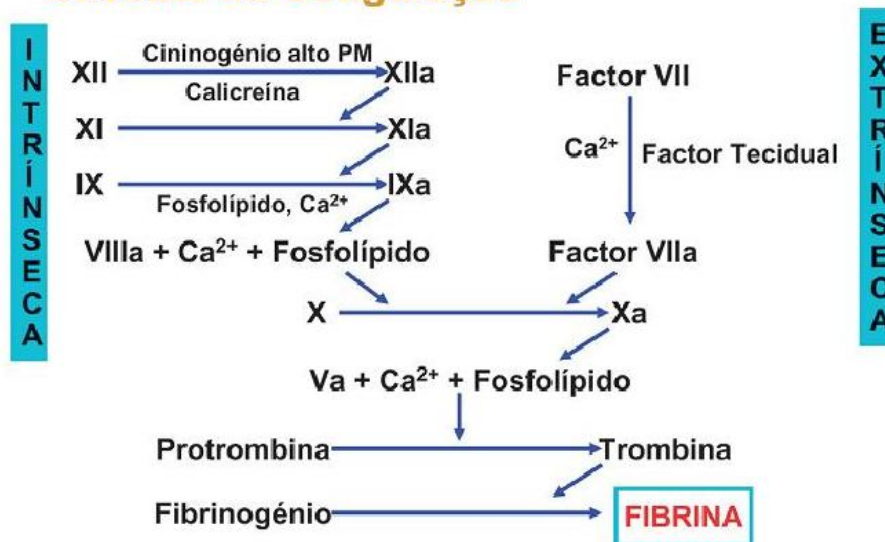 INTRÍNSECA
EXTRÍNSECA
Cininogénio alto PM
XII
XIIa
Calicreína
Factor VII
XI
XIa
Ca²⁺
Factor Tecidual
IX
IXa
Fosfolípido, Ca²⁺
VIIIa + Ca²⁺ + Fosfolípido
Factor VIIa
X
Xa
Va + Ca²⁺ + Fosfolípido
Protrombina
Trombina
Fibrinogénio
FIBRINA